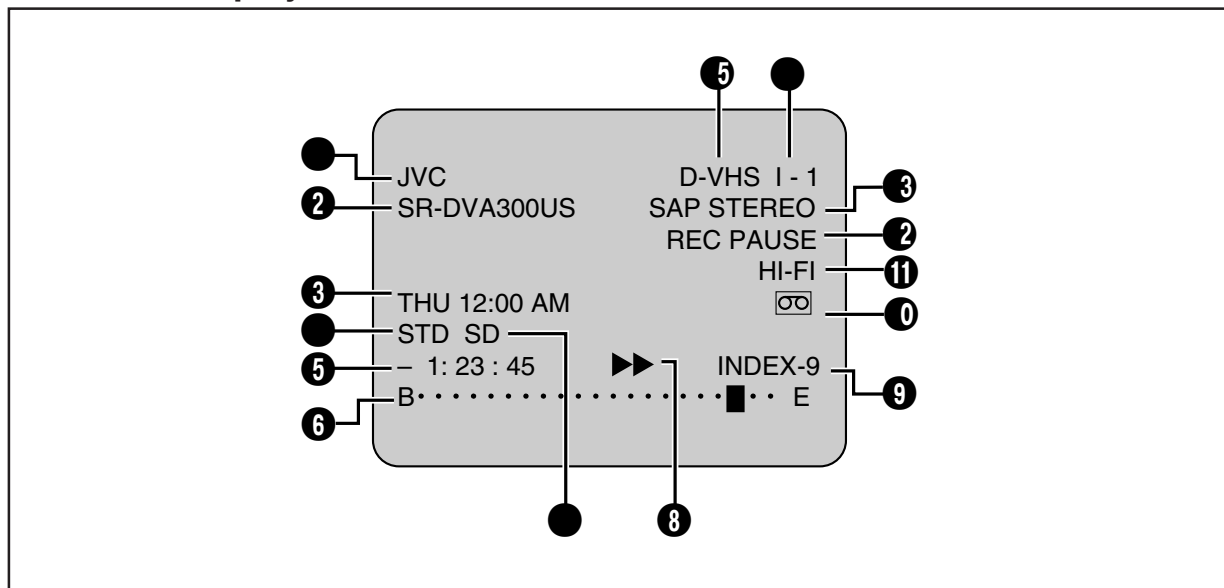 5
JVC
D-VHS I - 1
2
SR-DVA300US
SAP STEREO
3
REC PAUSE
2
HI-FI
11
3
THU 12:00 AM
0
STD SD
5
– 1: 23 : 45
▶▶
INDEX-9
9
6
B
E
8